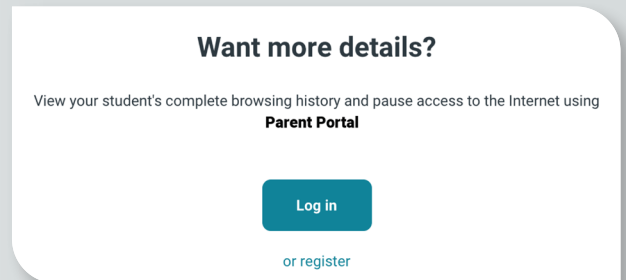 Want more details?
View your student's complete browsing history and pause access to the Internet using
Parent Portal
Log in
or register